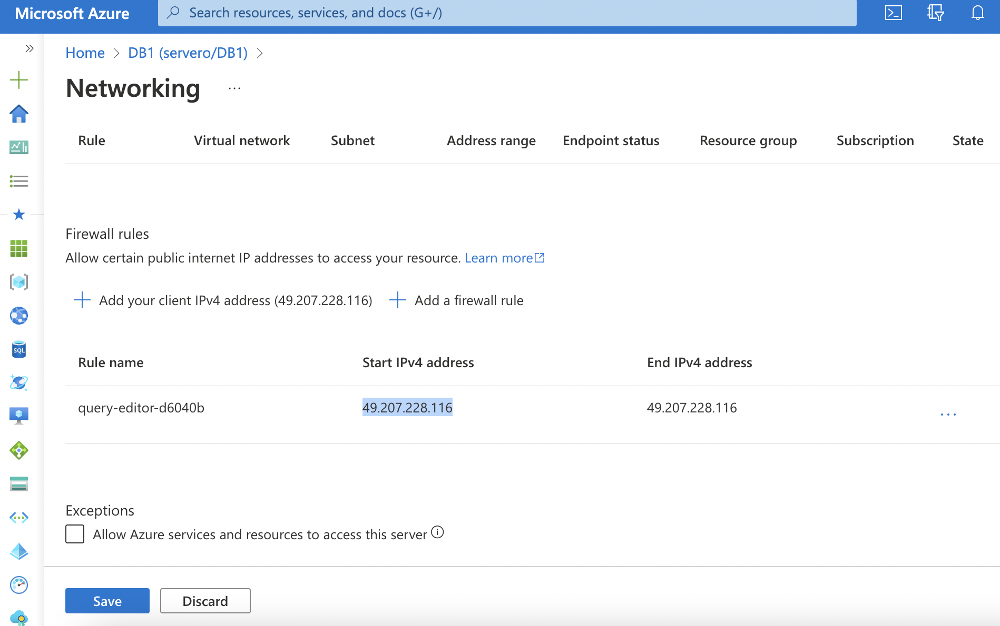 Microsoft Azure
Search resources, services, and docs (G+/)
Home > DB1 (servero/DB1) >
Networking ...
Rule Virtual network Subnet Address range Endpoint status Resource group Subscription State
Firewall rules
Allow certain public internet IP addresses to access your resource. Learn more
+ Add your client IPv4 address (49.207.228.116) + Add a firewall rule
Rule name Start IPv4 address End IPv4 address
query-editor-d6040b 49.207.228.116 49.207.228.116 ...
SQL
Exceptions
Allow Azure services and resources to access this server
Save Discard